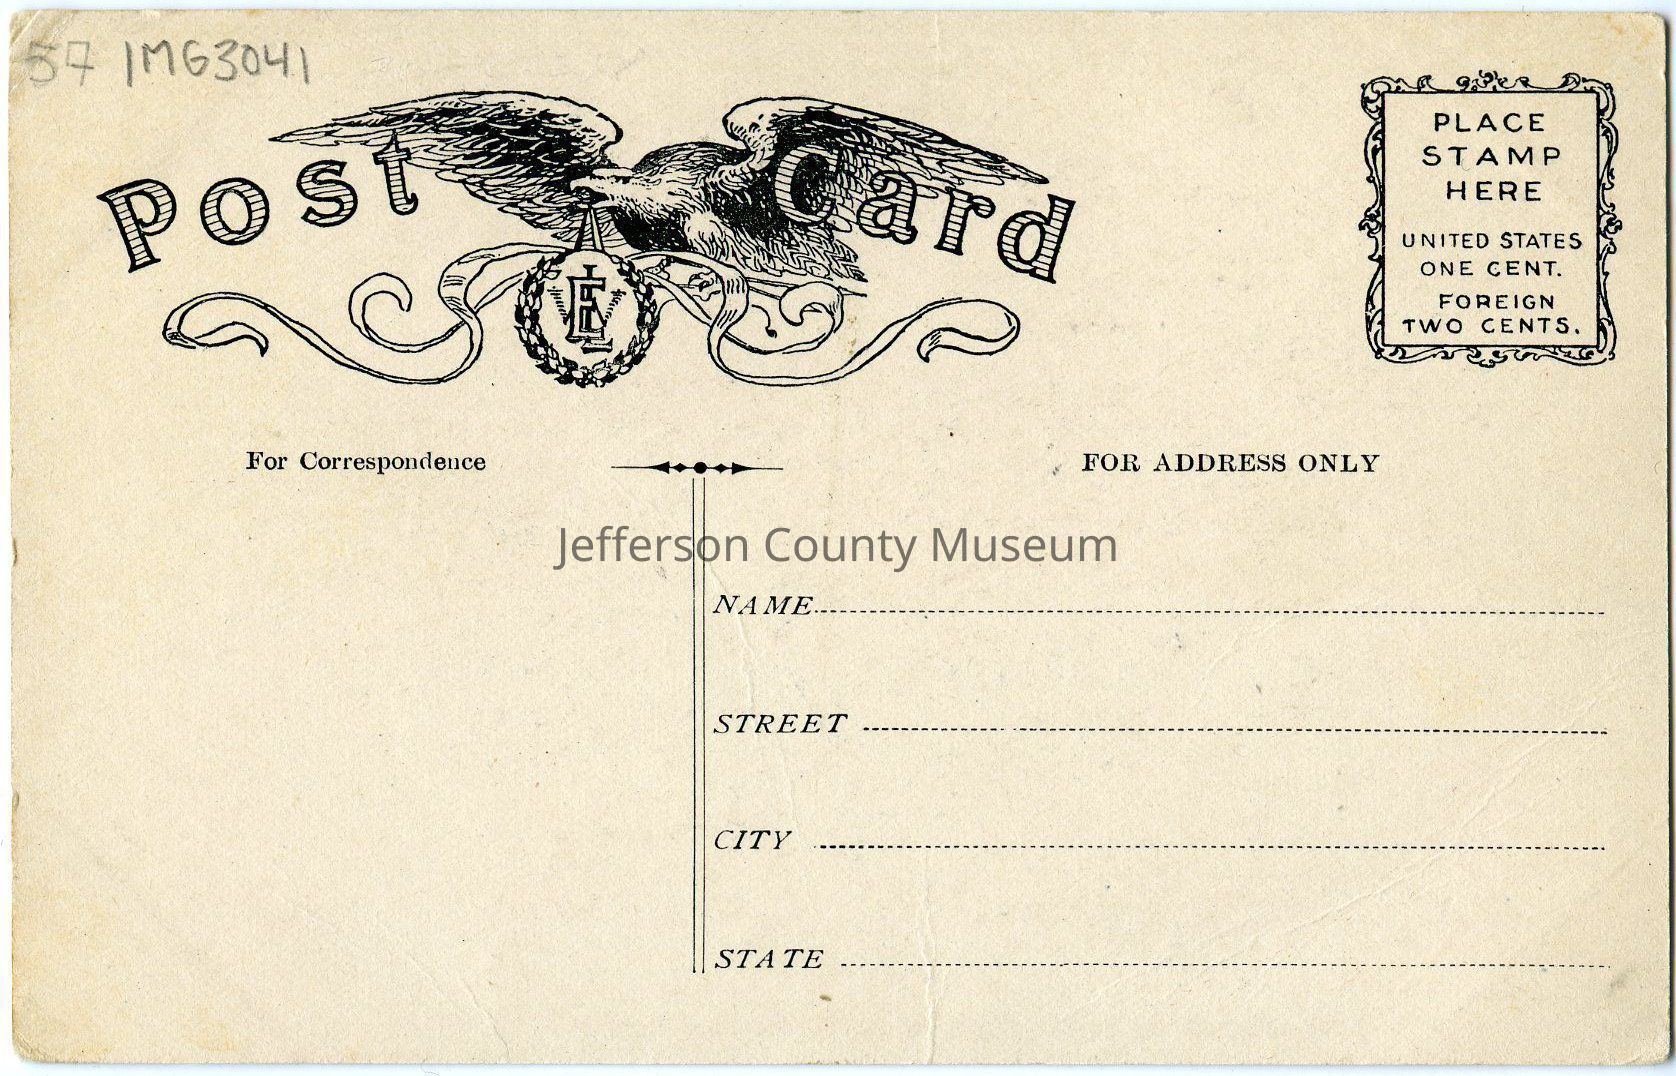 57 IMG3041
Post Card
PLACE
STAMP
HERE
UNITED STATES
ONE CENT.
FOREIGN
TWO CENTS.
For Correspondence
FOR ADDRESS ONLY
Jefferson County Museum
NAME
STREET
CITY
STATE